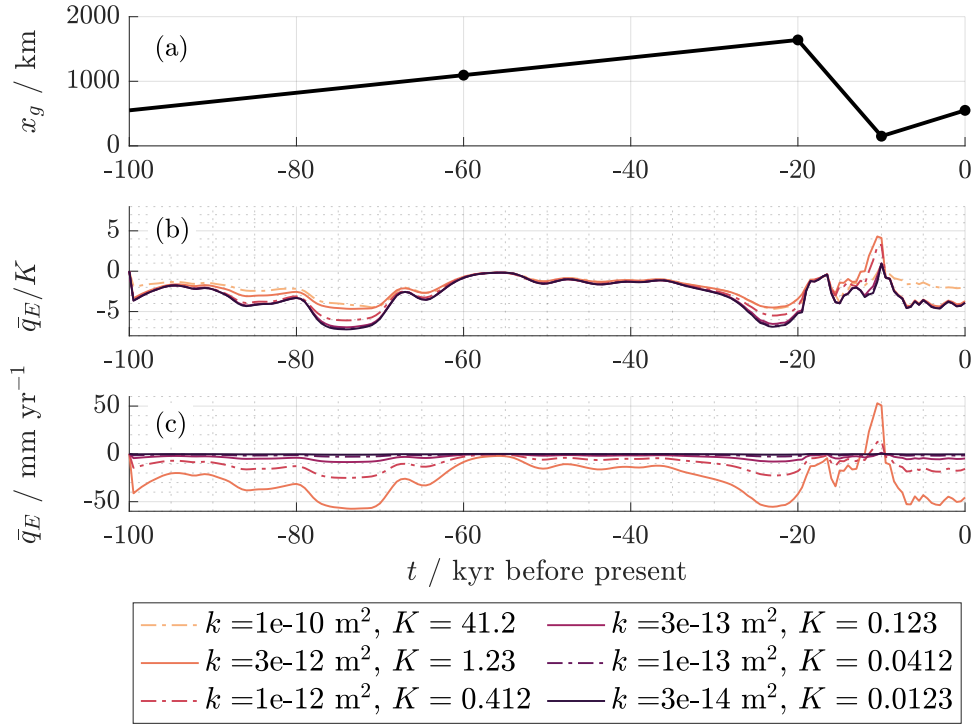 2000
(a)
1000
x_g / km
0
-100 -80 -60 -40 -20 0
(b)
5
0
q̄_E/K
-5
-100 -80 -60 -40 -20 0
(c)
50
0
q̄_E / mm yr⁻¹
-50
-100 -80 -60 -40 -20 0
t / kyr before present
k =1e-10 m², K = 41.2
k =3e-12 m², K = 1.23
k =1e-12 m², K = 0.412
k =3e-13 m², K = 0.123
k =1e-13 m², K = 0.0412
k =3e-14 m², K = 0.0123